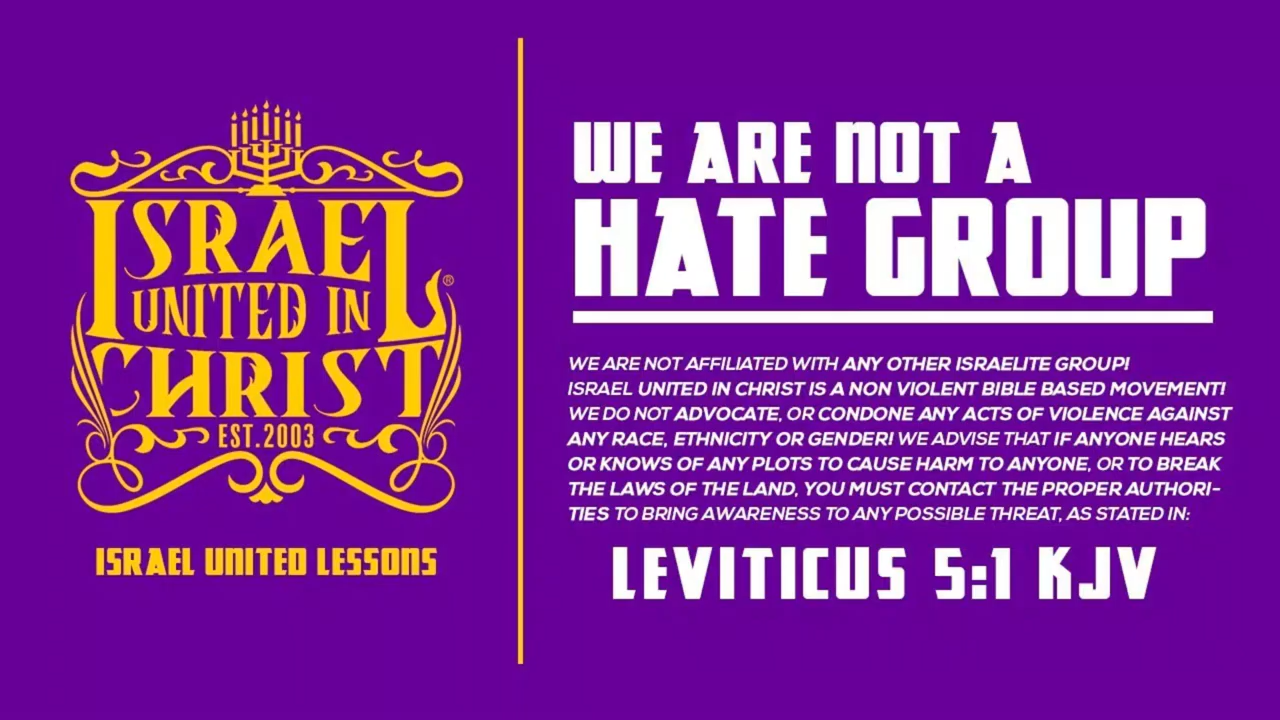 ISRAEL
UNITED IN
CHRIST®
EST.2003
ISRAEL UNITED LESSONS
WE ARE NOT A
HATE GROUP
WE ARE NOT AFFILIATED WITH ANY OTHER ISRAELITE GROUP!
ISRAEL UNITED IN CHRIST IS A NON VIOLENT BIBLE BASED MOVEMENT!
WE DO NOT ADVOCATE, OR CONDONE ANY ACTS OF VIOLENCE AGAINST
ANY RACE, ETHNICITY OR GENDER! WE ADVISE THAT IF ANYONE HEARS
OR KNOWS OF ANY PLOTS TO CAUSE HARM TO ANYONE, OR TO BREAK
THE LAWS OF THE LAND, YOU MUST CONTACT THE PROPER AUTHORI-
TIES TO BRING AWARENESS TO ANY POSSIBLE THREAT, AS STATED IN:
LEVITICUS 5:1 KJV